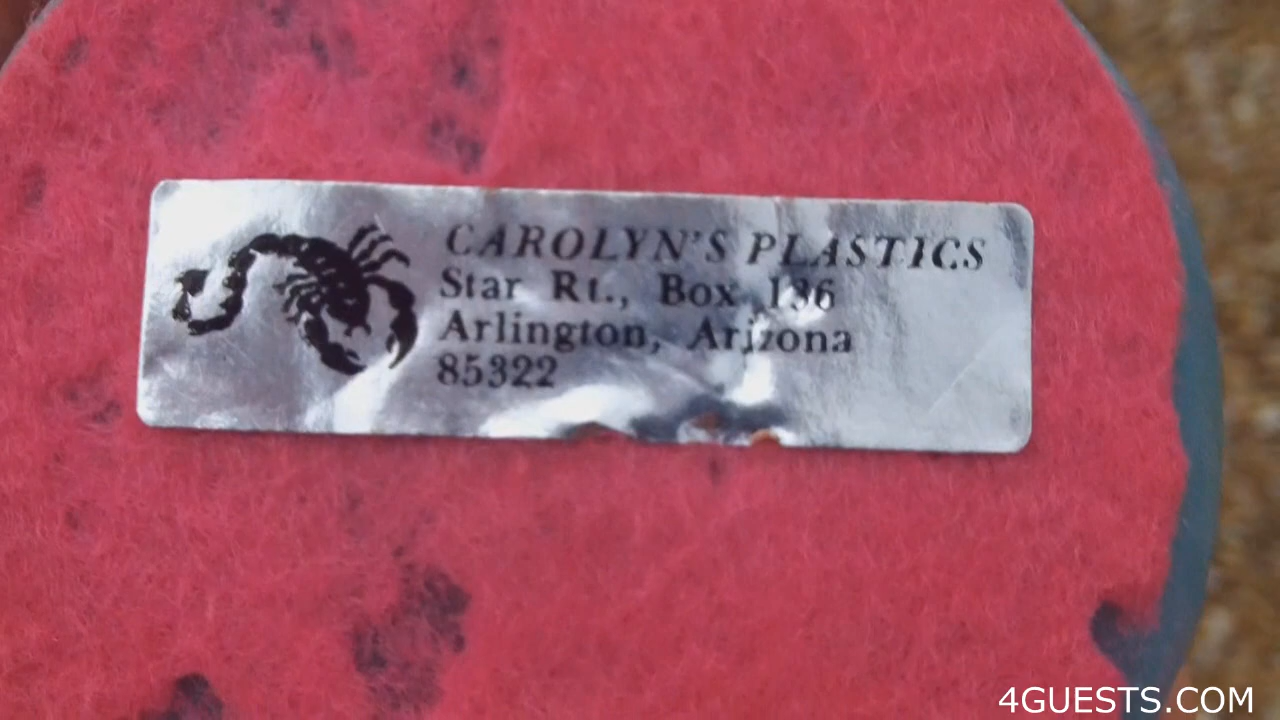 CAROLYN'S PLASTICS
Star Rt., Box 136
Arlington, Arizona
85322
4GUESTS.COM